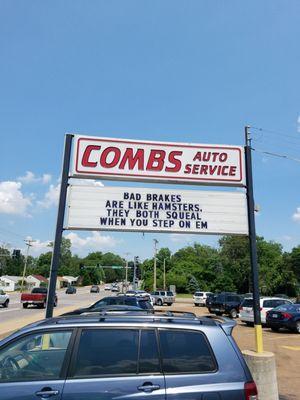 COMBS AUTO SERVICE
BAD BRAKES
ARE LIKE HAMSTERS.
THEY BOTH SQUEAL
WHEN YOU STEP ON EM